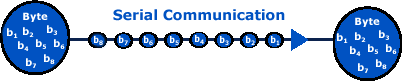 Serial Communication
Byte
b1 b2 b3
b4 b5 b6
b7 b8
b8 b7 b6 b5 b4 b3 b2 b1
Byte
b1 b2 b3
b4 b5 b6
b7 b8